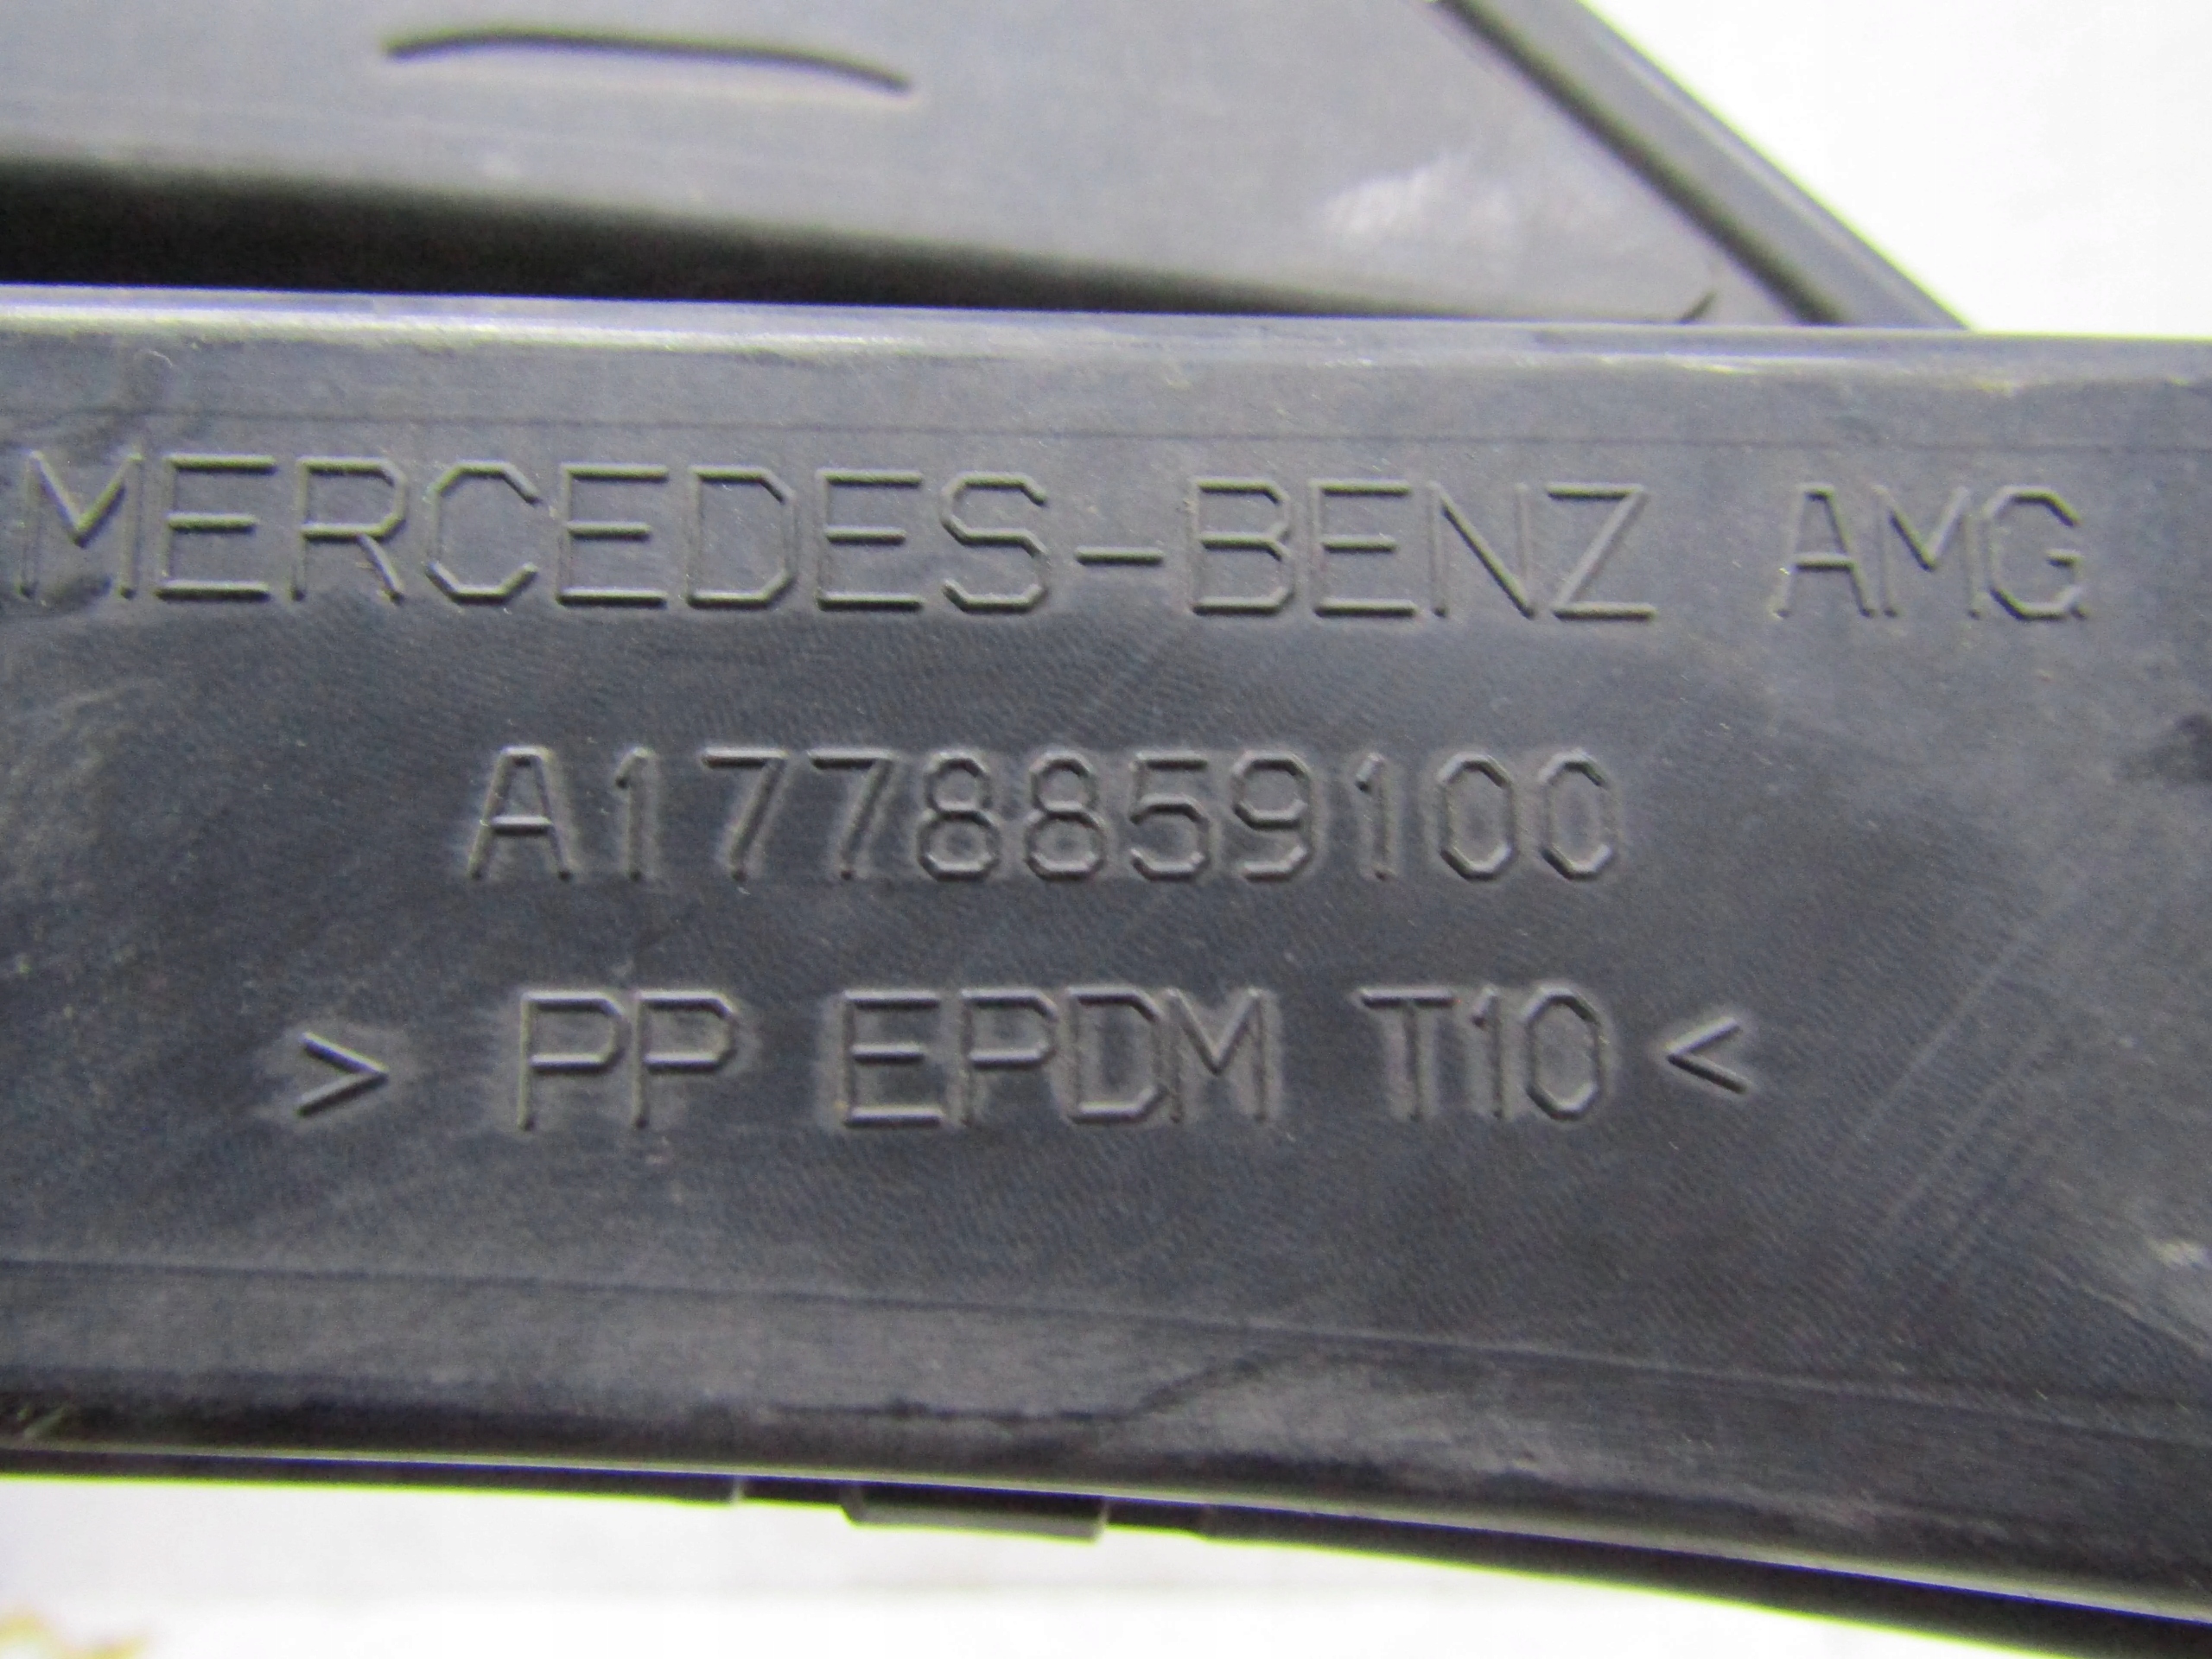 MERCEDES-BENZ AMG
A1778859100
> PP EPDM T10 <